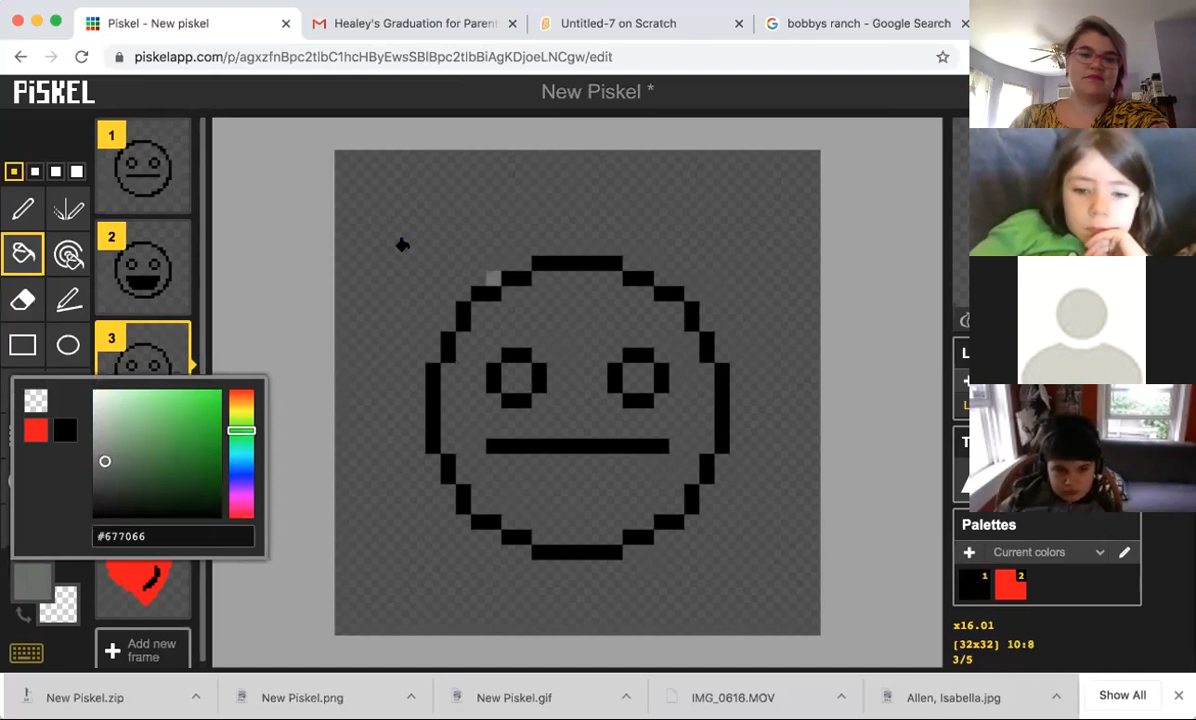 Piskel - New piskel
Healey's Graduation for Parent
Untitled-7 on Scratch
bobbys ranch - Google Search
piskelapp.com/p/agxzfnBpc2tlbC1hcHByEwsSBlBpc2tlbBiAgKDjoeLNCgw/edit
PiSKEL
New Piskel *
1
2
3
#677066
Add new
frame
L
T
Palettes
Current colors
1
2
x16.01
[32x32] 10:8
3/5
New Piskel.zip
New Piskel.png
New Piskel.gif
IMG_0616.MOV
Allen, Isabella.jpg
Show All